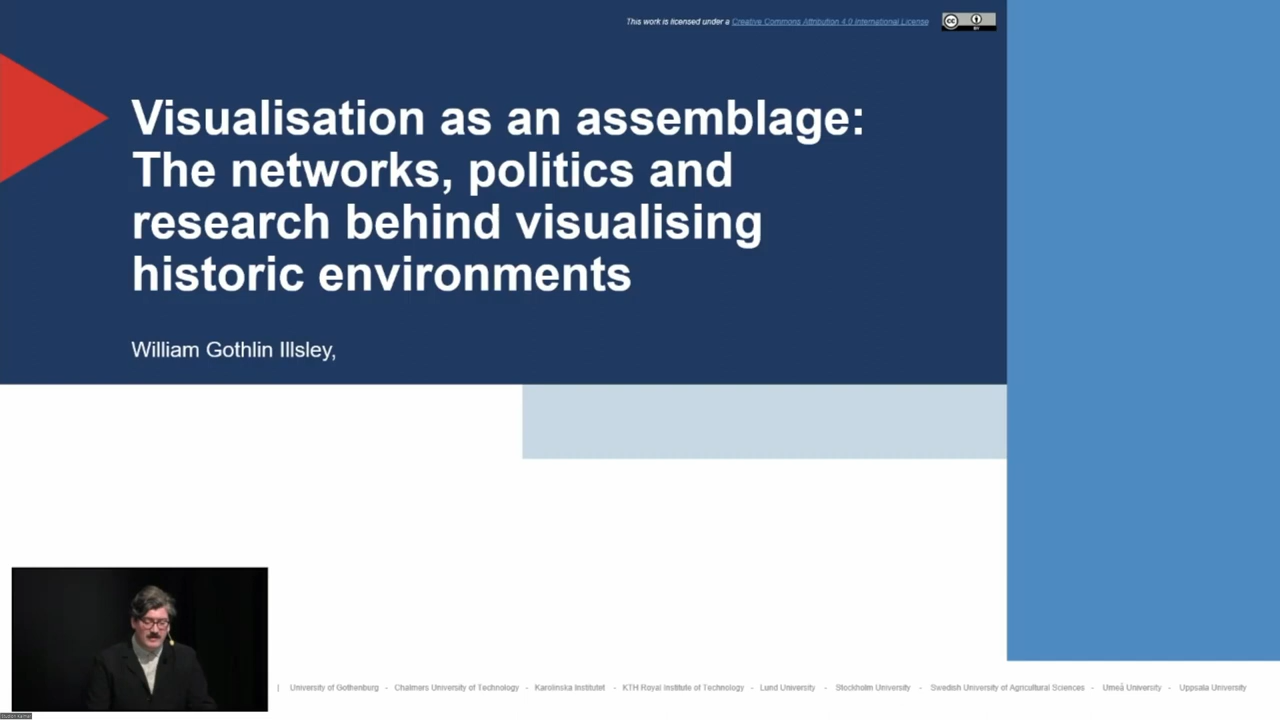 This work is licensed under a Creative Commons Attribution 4.0 International License
Visualisation as an assemblage:
The networks, politics and
research behind visualising
historic environments
William Gothlin Illsley,
| University of Gothenburg - Chalmers University of Technology - Karolinska Institutet - KTH Royal Institute of Technology - Lund University - Stockholm University - Swedish University of Agricultural Sciences - Umeå University - Uppsala University